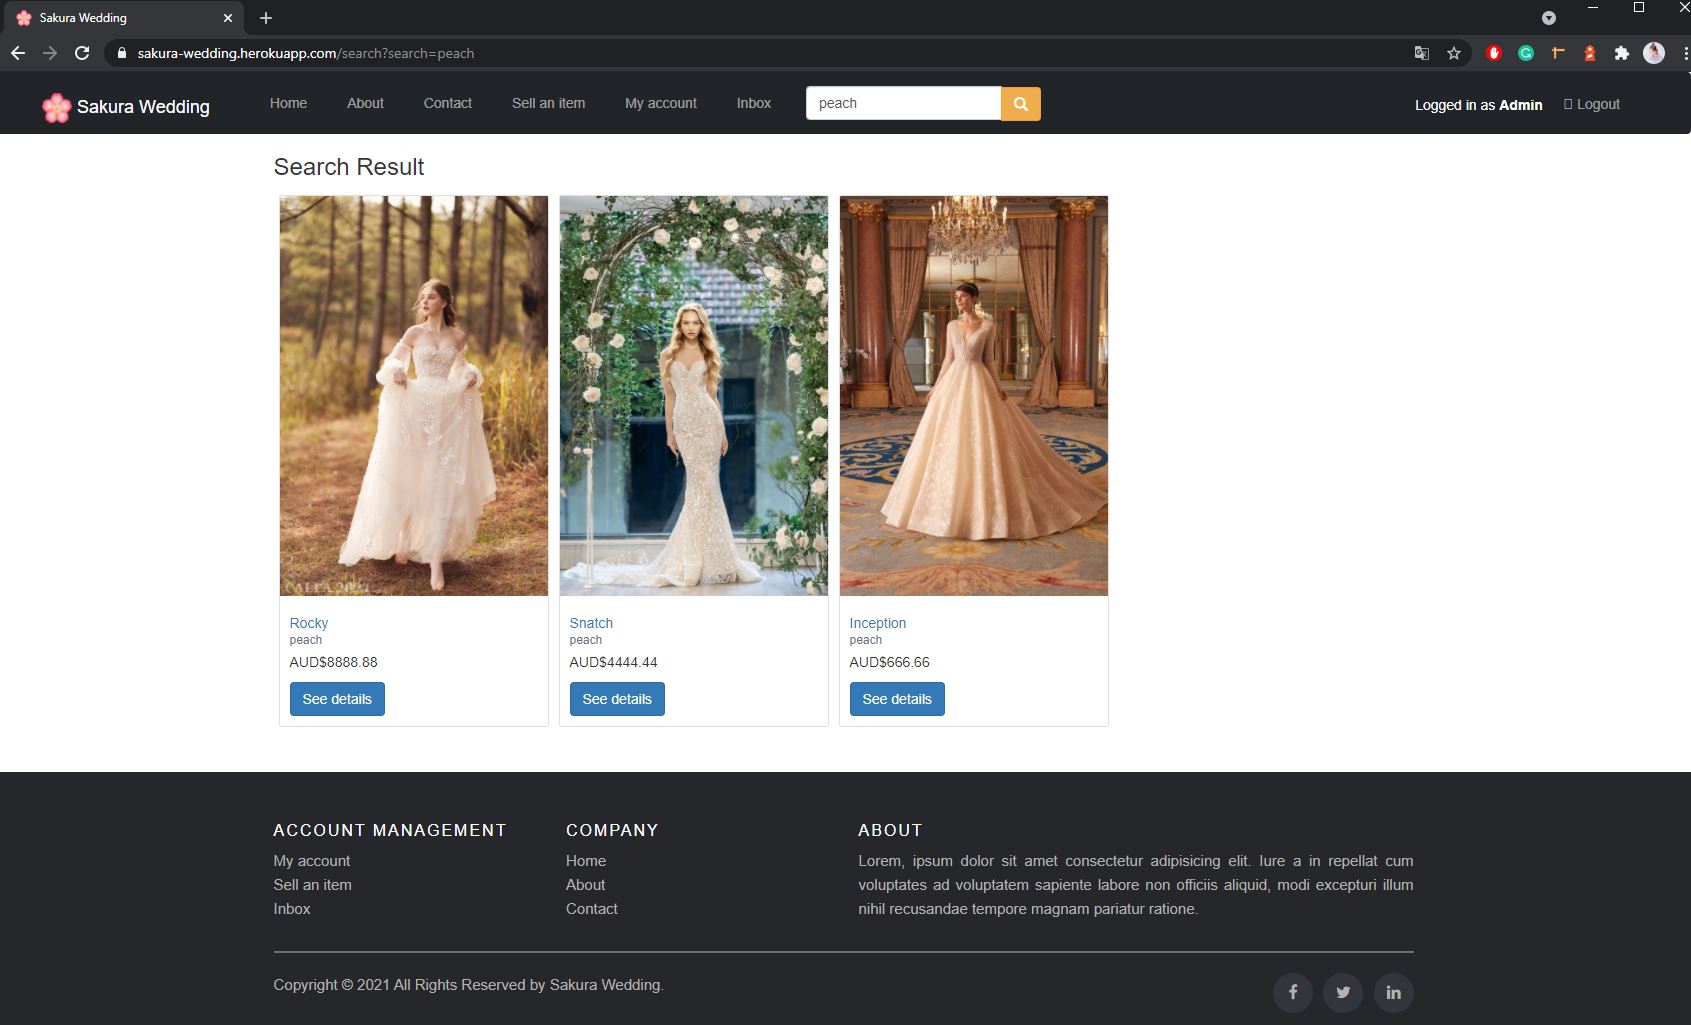 Sakura Wedding
sakura-wedding.herokuapp.com/search?search=peach
Sakura Wedding
Home
About
Contact
Sell an item
My account
Inbox
peach
Logged in as Admin
Logout
Search Result
CALLA 2021
Rocky
peach
AUD$8888.88
See details
Snatch
peach
AUD$4444.44
See details
Inception
peach
AUD$666.66
See details
ACCOUNT MANAGEMENT
My account
Sell an item
Inbox
COMPANY
Home
About
Contact
ABOUT
Lorem, ipsum dolor sit amet consectetur adipisicing elit. Iure a in repellat cum
voluptates ad voluptatem sapiente labore non officiis aliquid, modi excepturi illum
nihil recusandae tempore magnam pariatur ratione.
Copyright © 2021 All Rights Reserved by Sakura Wedding.